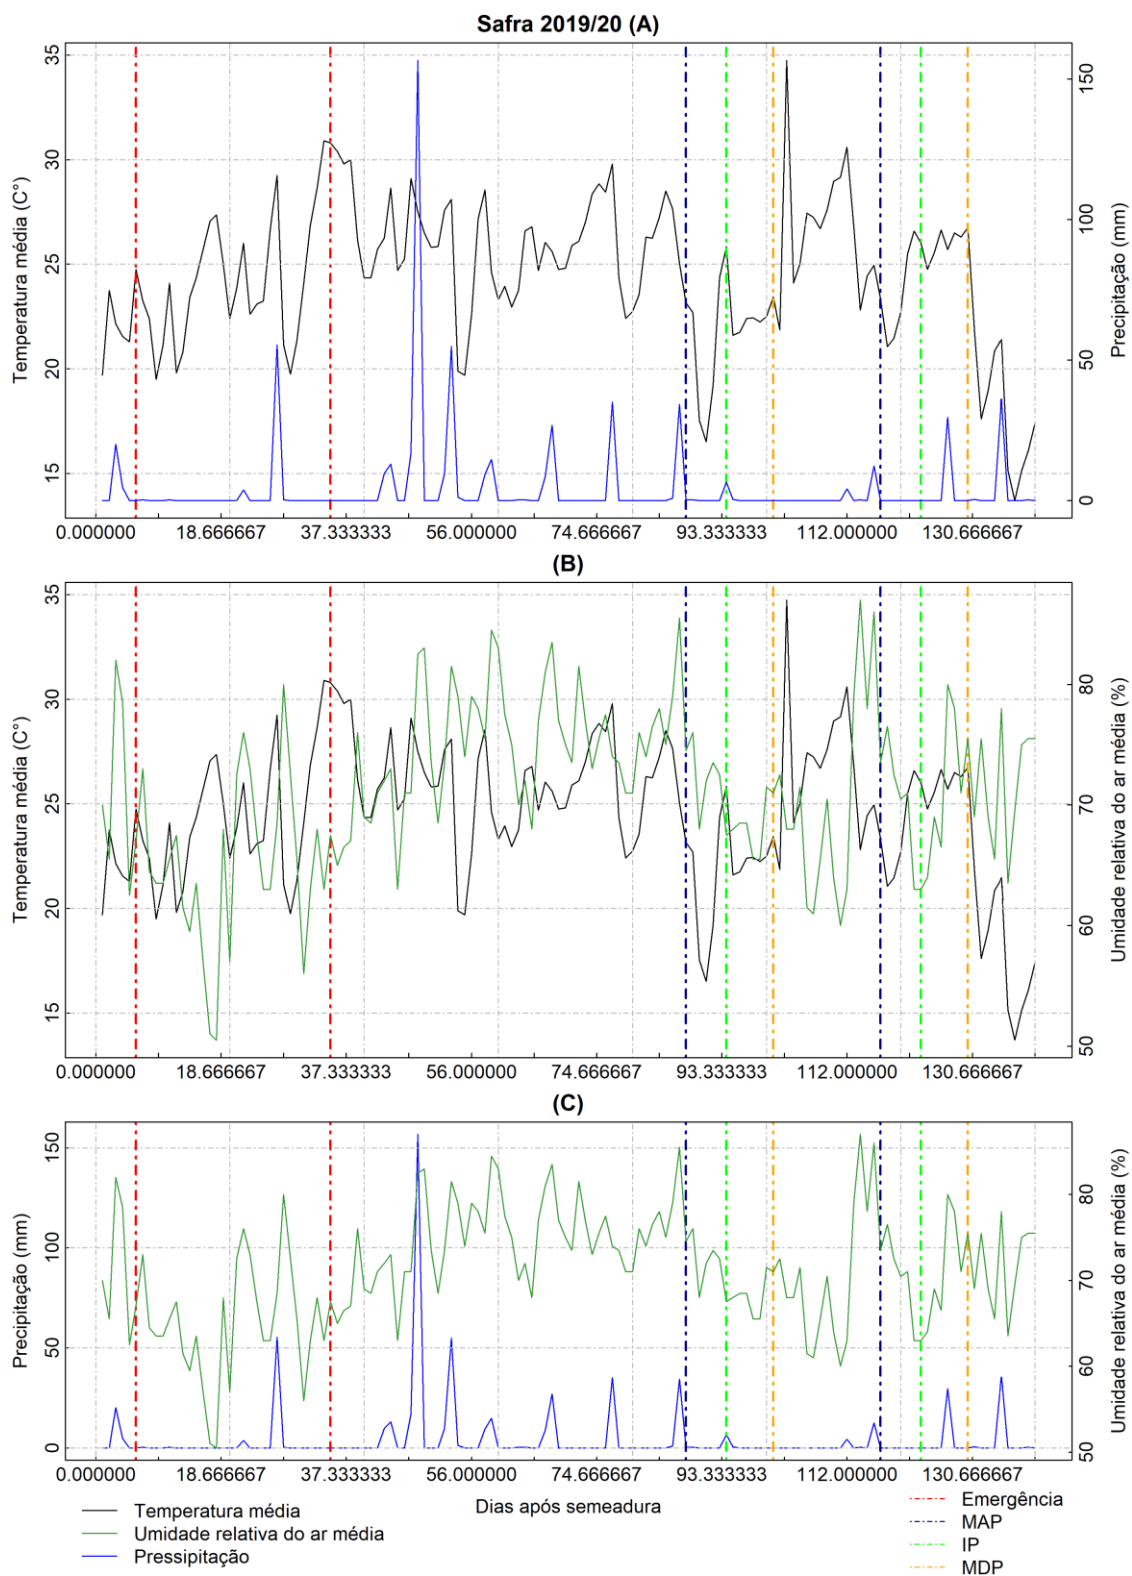 Safra 2019/20 (A)
Temperatura média (C°)
35
30
25
20
15
150
100
50
0
Precipitação (mm)
0.000000 18.666667 37.333333 56.000000 74.666667 93.333333 112.000000 130.666667
(B)
Temperatura média (C°)
35
30
25
20
15
80
70
60
50
Umidade relativa do ar média (%)
0.000000 18.666667 37.333333 56.000000 74.666667 93.333333 112.000000 130.666667
(C)
Precipitação (mm)
150
100
50
0
80
70
60
50
Umidade relativa do ar média (%)
0.000000 18.666667 37.333333 56.000000 74.666667 93.333333 112.000000 130.666667
Dias após semeadura
Temperatura média
Umidade relativa do ar média
Pressipitação
Emergência
MAP
IP
MDP